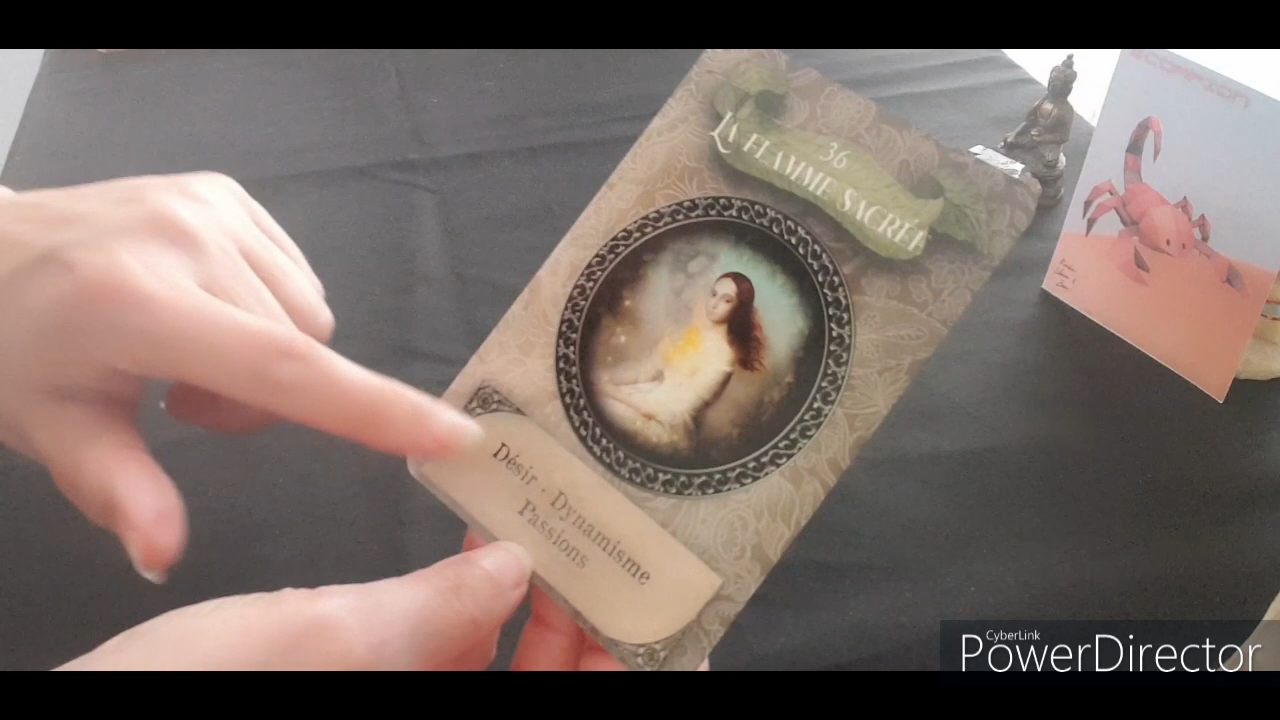 36
LA FLAMME SACRÉE
Désir . Dynamisme
Passions
CyberLink
PowerDirector